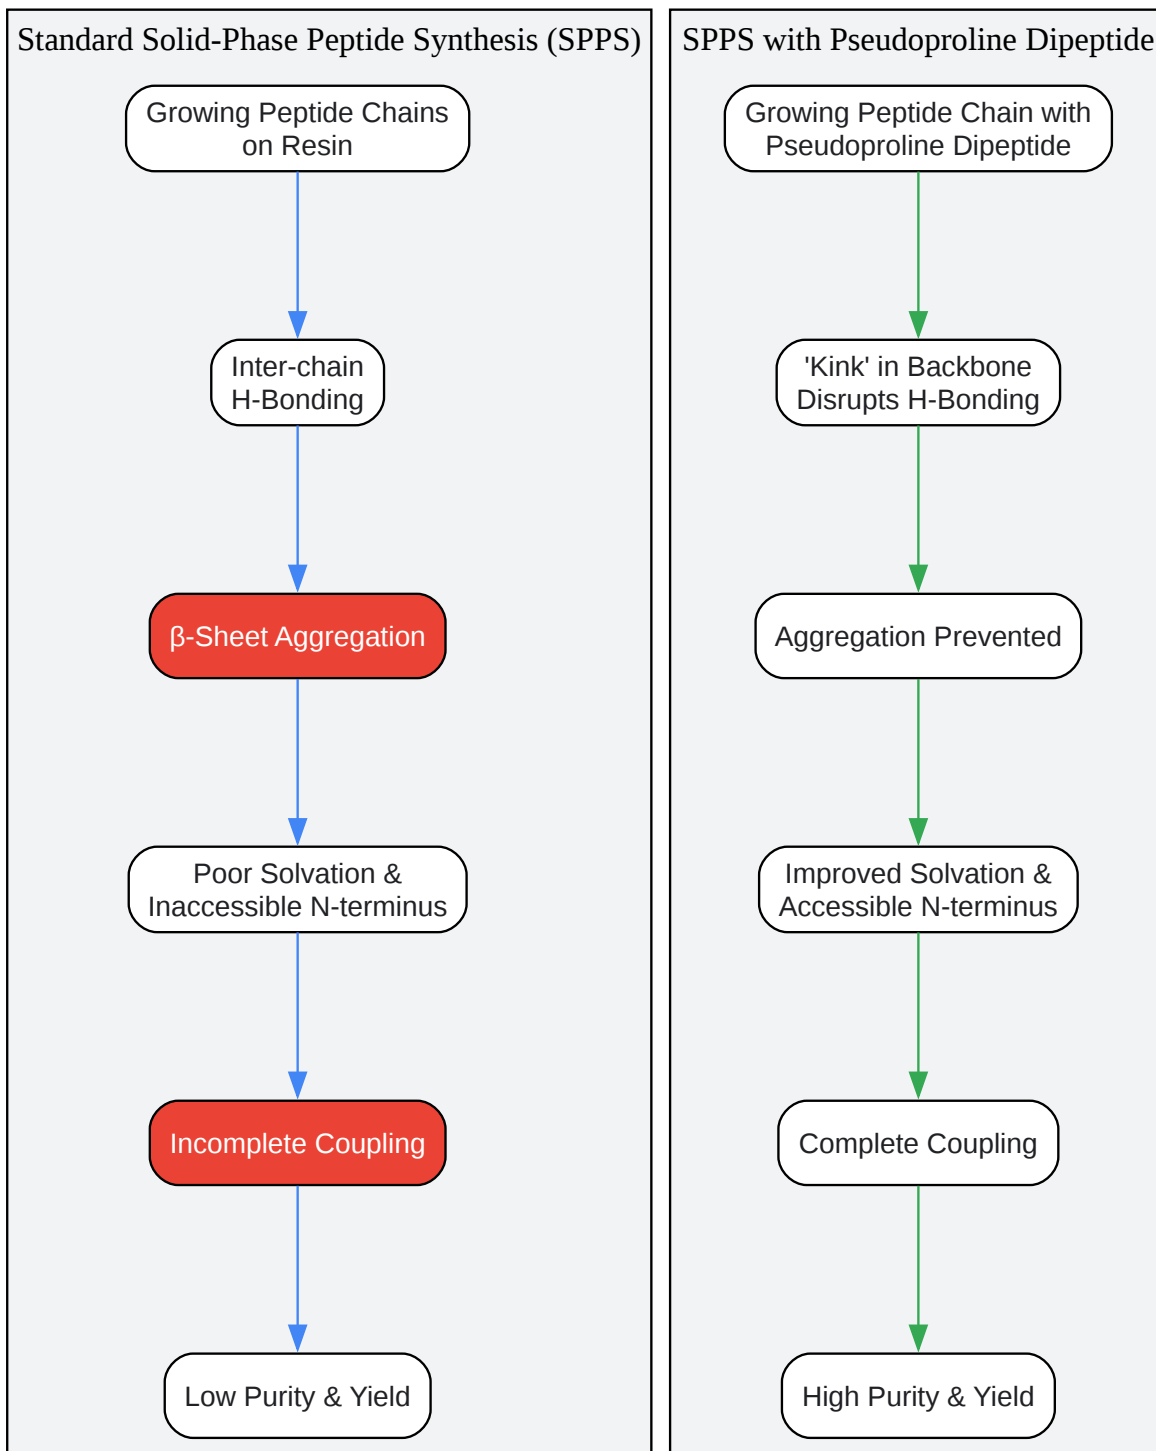 Standard Solid-Phase Peptide Synthesis (SPPS)
Growing Peptide Chains
on Resin
Inter-chain
H-Bonding
β-Sheet Aggregation
Poor Solvation &
Inaccessible N-terminus
Incomplete Coupling
Low Purity & Yield
SPPS with Pseudoproline Dipeptide
Growing Peptide Chain with
Pseudoproline Dipeptide
'Kink' in Backbone
Disrupts H-Bonding
Aggregation Prevented
Improved Solvation &
Accessible N-terminus
Complete Coupling
High Purity & Yield